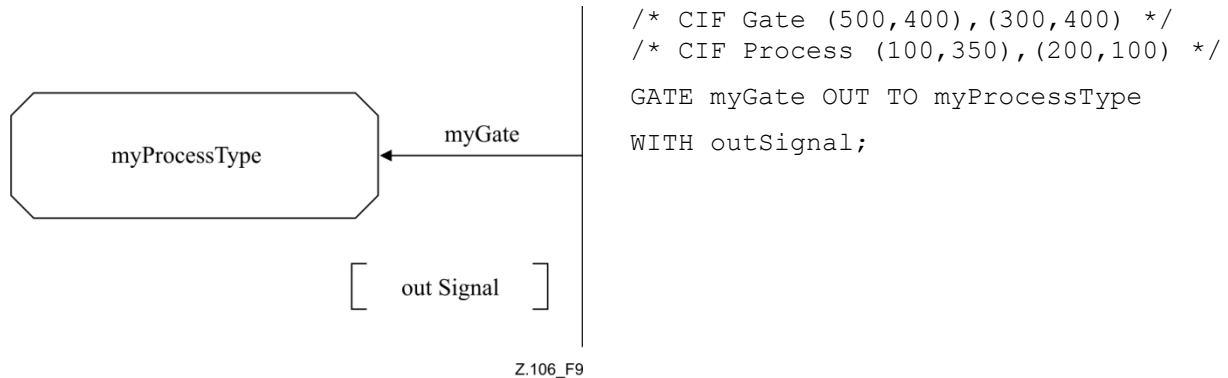 /* CIF Gate (500,400),(300,400) */
/* CIF Process (100,350),(200,100) */
GATE myGate OUT TO myProcessType
WITH outSignal;
myGate
myProcessType
out Signal
Z.106_F9